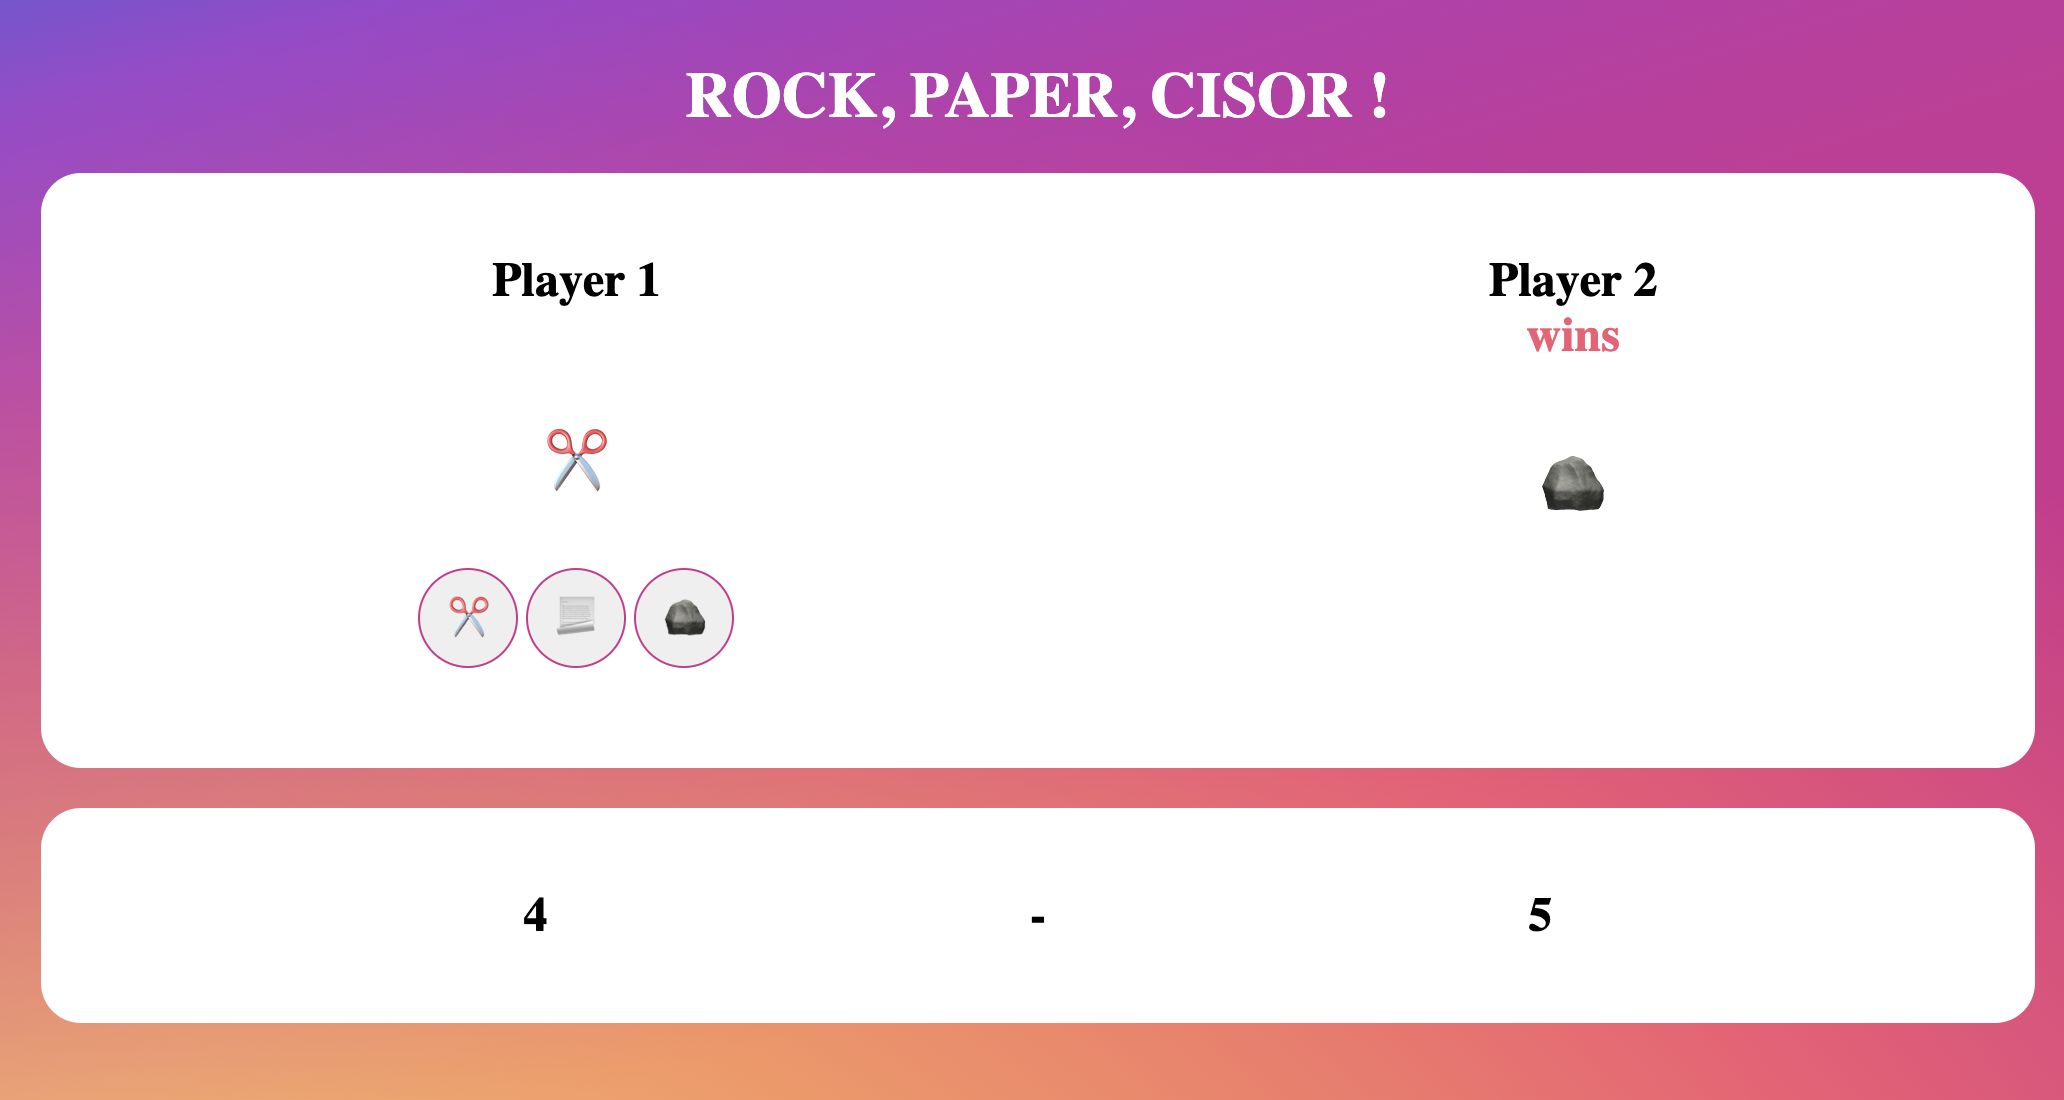 ROCK, PAPER, CISOR !
Player 1
Player 2
wins
4 - 5